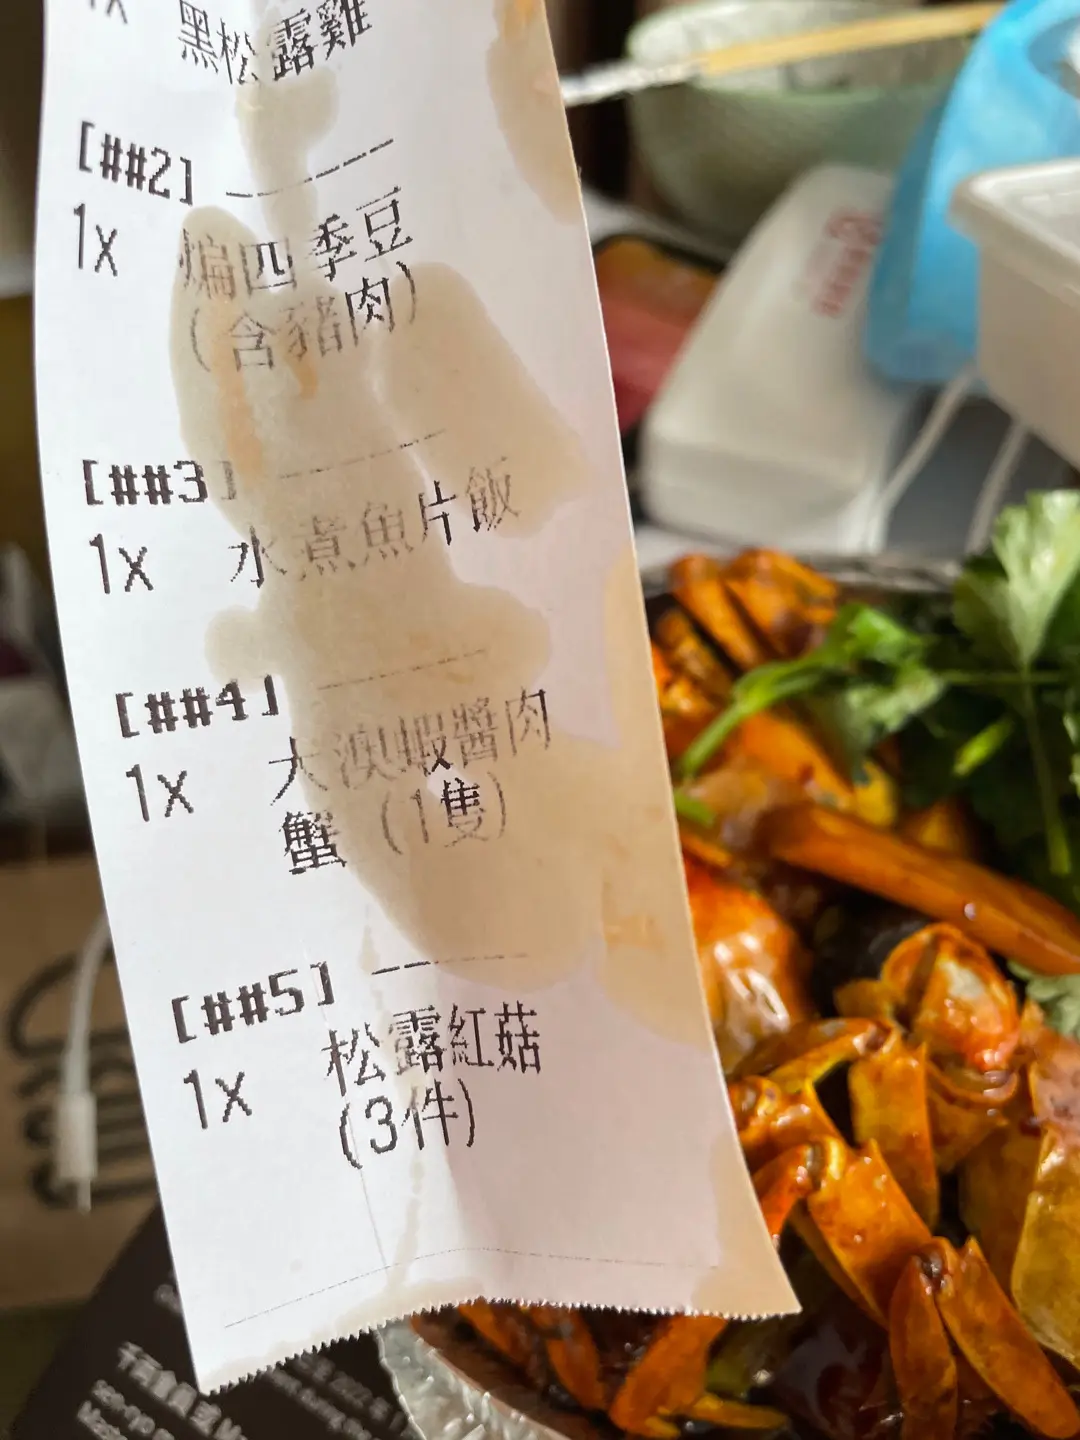 1x 黑松露雞
[##2]
1x 煸四季豆
(含豬肉)
[##3]
1x 水煮魚片飯
[##4]
1x 大澳蝦醬肉
蟹 (1隻)
[##5]
1x 松露紅菇
(3件)